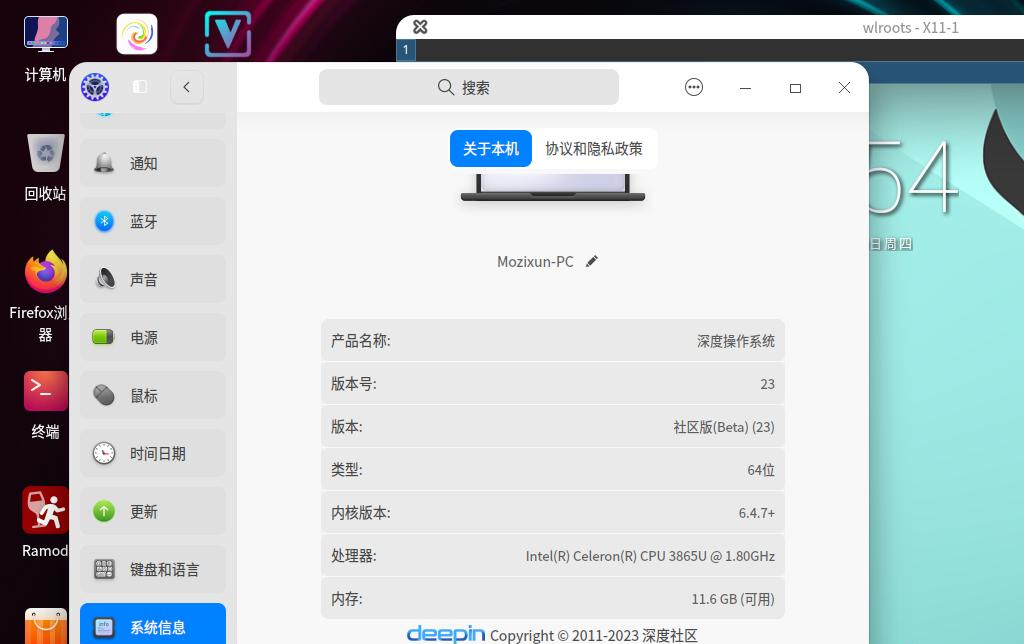 计算机
回收站
Firefox浏
器
终端
Ramod
wlroots - X11-1
1
54
日周四
搜索
通知
蓝牙
声音
电源
鼠标
时间日期
更新
键盘和语言
系统信息
关于本机
协议和隐私政策
Mozixun-PC
产品名称: 深度操作系统
版本号: 23
版本: 社区版(Beta) (23)
类型: 64位
内核版本: 6.4.7+
处理器: Intel(R) Celeron(R) CPU 3865U @ 1.80GHz
内存: 11.6 GB (可用)
deepin Copyright © 2011-2023 深度社区